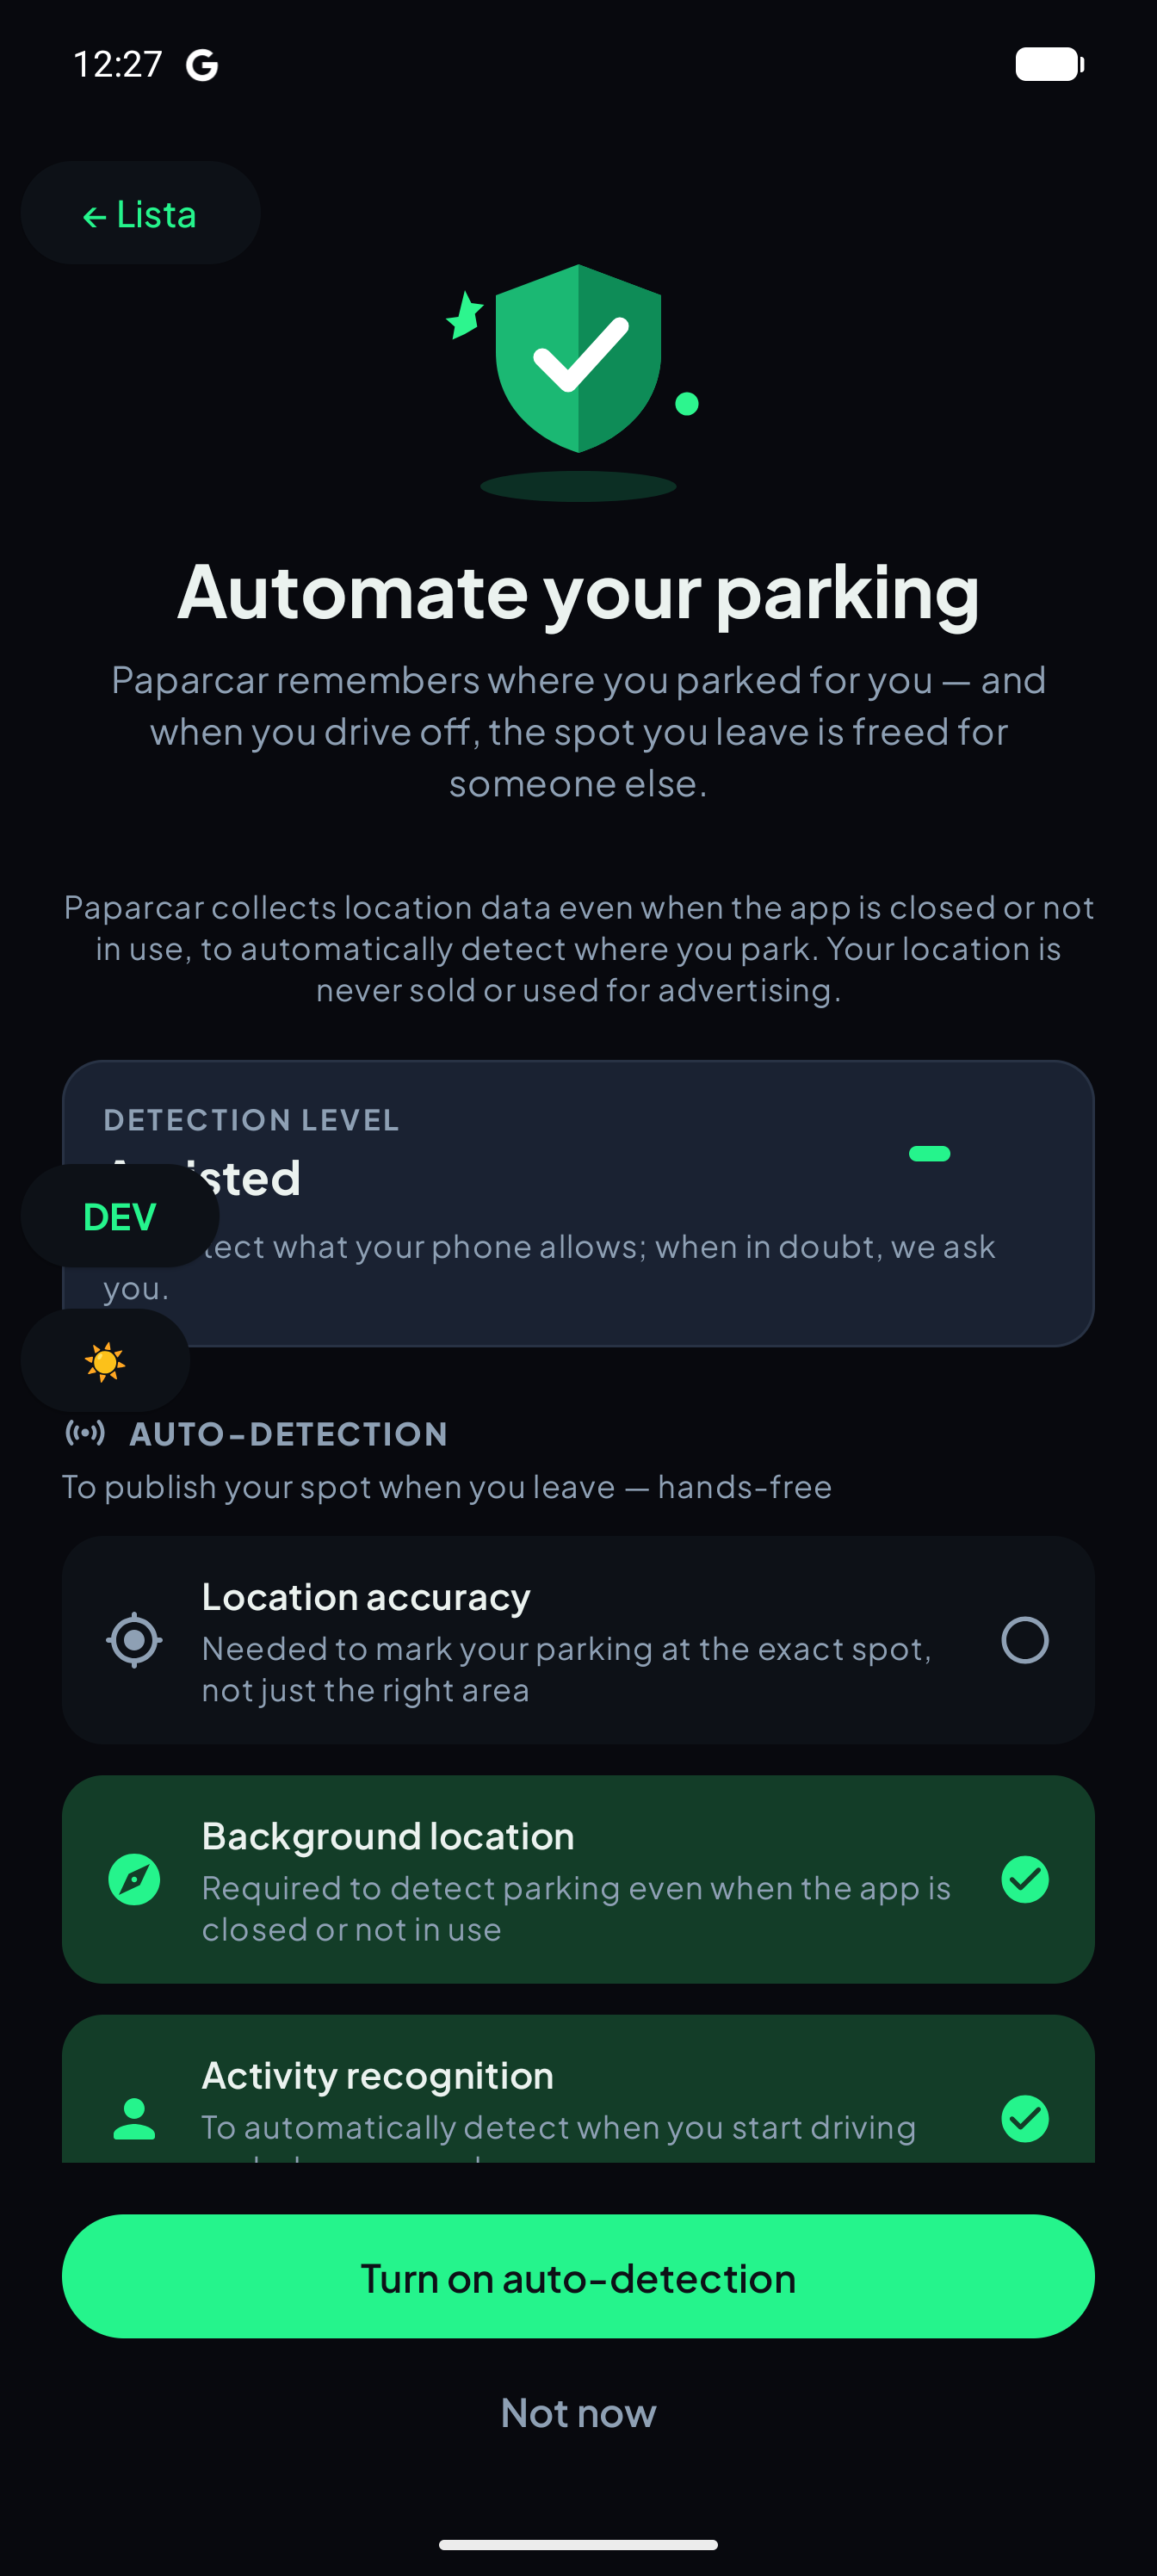 12:27
← Lista
Automate your parking
Paparcar remembers where you parked for you — and
when you drive off, the spot you leave is freed for
someone else.
Paparcar collects location data even when the app is closed or not
in use, to automatically detect where you park. Your location is
never sold or used for advertising.
DETECTION LEVEL
DEV
what your phone allows; when in doubt, we ask
you.
AUTO-DETECTION
To publish your spot when you leave — hands-free
Location accuracy
Needed to mark your parking at the exact spot,
not just the right area
Background location
Required to detect parking even when the app is
closed or not in use
Activity recognition
To automatically detect when you start driving
Turn on auto-detection
Not now